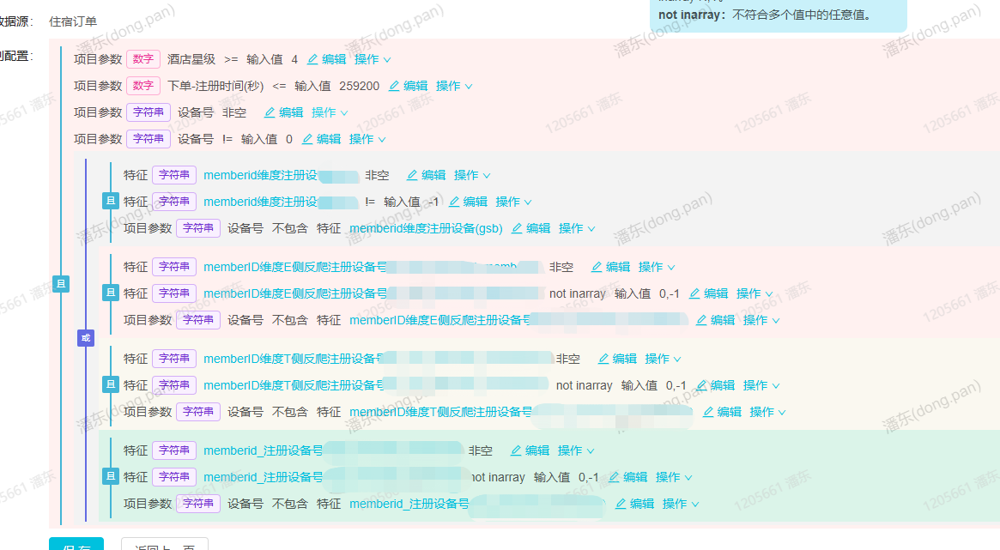 not inarray: 不符合多个值中的任意值。
数据源: 住宿订单
则配置:
项目参数 数字 酒店星级 >= 输入值 4 编辑 操作
项目参数 数字 下单-注册时间(秒) <= 输入值 259200 编辑 操作
项目参数 字符串 设备号 非空 编辑 操作
项目参数 字符串 设备号 != 输入值 0 编辑 操作
特征 字符串 memberid维度注册设 非空 编辑 操作
且 特征 字符串 memberid维度注册设 != 输入值 -1 编辑 操作
项目参数 字符串 设备号 不包含 特征 memberid维度注册设备(gsb) 编辑 操作
特征 字符串 memberID维度E侧反爬注册设备号 非空 编辑 操作
且
且 特征 字符串 memberID维度E侧反爬注册设备号 not inarray 输入值 0,-1 编辑 操作
项目参数 字符串 设备号 不包含 特征 memberID维度E侧反爬注册设备号 编辑 操作
或
特征 字符串 memberID维度T侧反爬注册设备号 非空 编辑 操作
且 特征 字符串 memberID维度T侧反爬注册设备号 not inarray 输入值 0,-1 编辑 操作
项目参数 字符串 设备号 不包含 特征 memberID维度T侧反爬注册设备号 编辑 操作
特征 字符串 memberid_注册设备号 非空 编辑 操作
且 特征 字符串 memberid_注册设备号 not inarray 输入值 0,-1 编辑 操作
项目参数 字符串 设备号 不包含 特征 memberid_注册设备号 编辑 操作
保存 返回上一页
潘东(dong.pan)
1205661 潘东